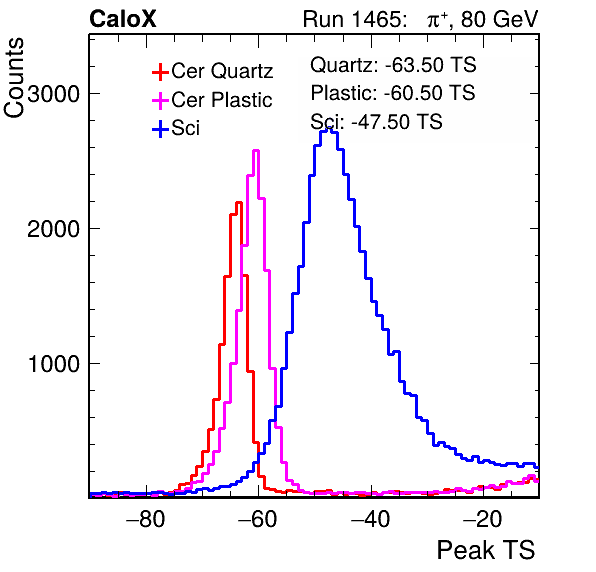 CaloX Run 1465: π⁺, 80 GeV
Counts
Cer Quartz
Cer Plastic
Sci
Quartz: -63.50 TS
Plastic: -60.50 TS
Sci: -47.50 TS
3000
2000
1000
−80 −60 −40 −20
Peak TS